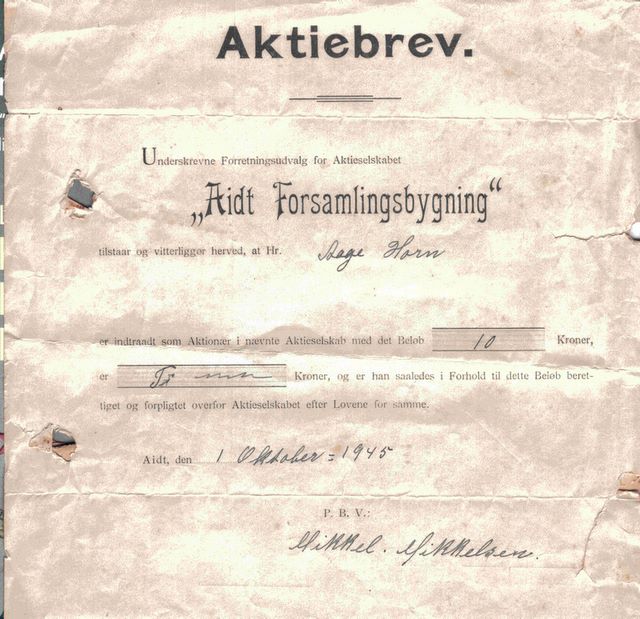 Aktiebrev.
Underskrevne Forretningsudvalg for Aktieselskabet
„Aidt Forsamlingsbygning“
tilstaar og vitterliggør herved, at Hr. Aage Horn
er indtraadt som Aktionær i nævnte Aktieselskab med det Beløb 10 Kroner,
er Ti Kroner, og er han saaledes i Forhold til dette Beløb beret-
tiget og forpligtet overfor Aktieselskabet efter Lovene for samme.
Aidt, den 1 Oktober = 1945
P. B. V.:
Mikkel. Mikkelsen.